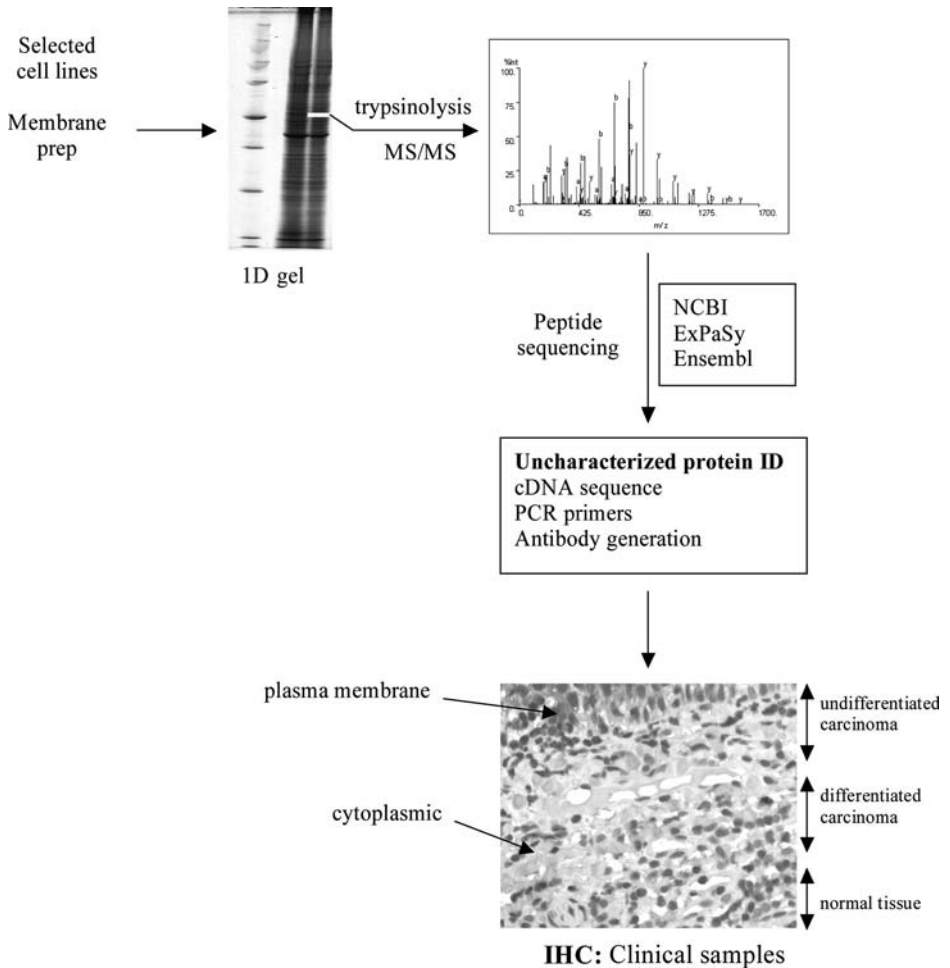 Selected
cell lines
Membrane
prep
1D gel
trypsinolysis
MS/MS
%Int
100.
75.
50.
25.
0.
0. 425. 850. 1275. 1700.
m/z
Peptide
sequencing
NCBI
ExPaSy
Ensembl
Uncharacterized protein ID
cDNA sequence
PCR primers
Antibody generation
plasma membrane
cytoplasmic
undifferentiated
carcinoma
differentiated
carcinoma
normal tissue
IHC: Clinical samples